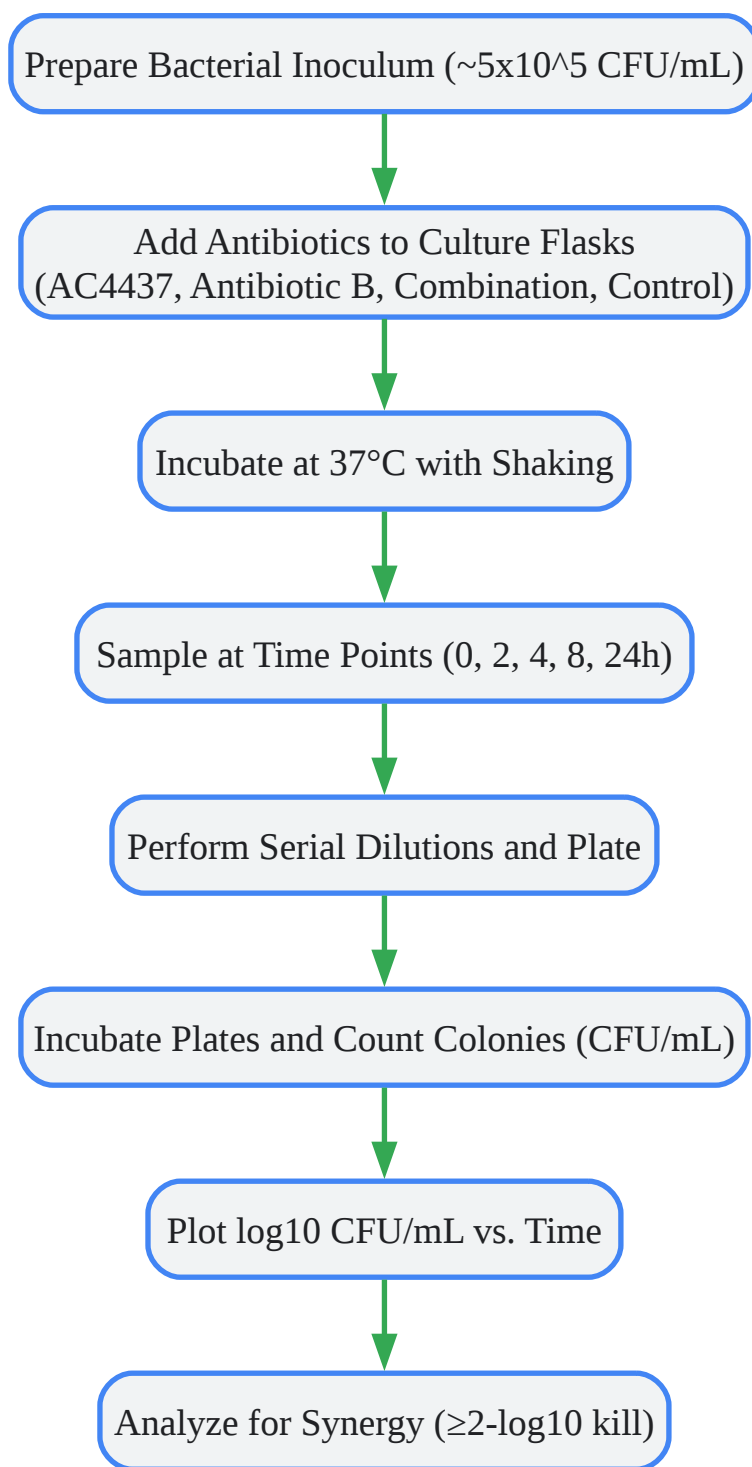 Prepare Bacterial Inoculum (~5x10^5 CFU/mL)
Add Antibiotics to Culture Flasks
(AC4437, Antibiotic B, Combination, Control)
Incubate at 37°C with Shaking
Sample at Time Points (0, 2, 4, 8, 24h)
Perform Serial Dilutions and Plate
Incubate Plates and Count Colonies (CFU/mL)
Plot log10 CFU/mL vs. Time
Analyze for Synergy (≥2-log10 kill)